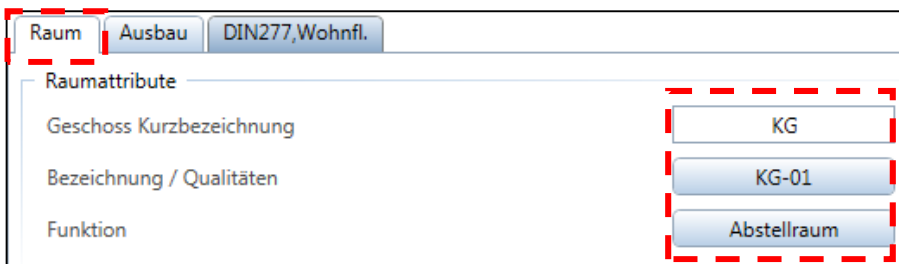 Raum Ausbau DIN277,Wohnfl.
Raumattribute
Geschoss Kurzbezeichnung KG
Bezeichnung / Qualitäten KG-01
Funktion Abstellraum